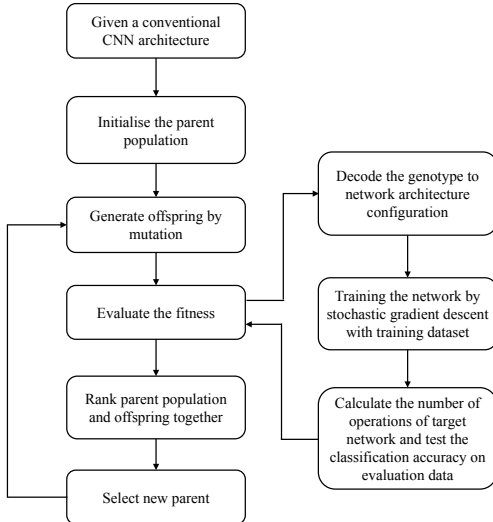 Given a conventional
CNN architecture
Initialise the parent
population
Generate offspring by
mutation
Evaluate the fitness
Rank parent population
and offspring together
Select new parent
Decode the genotype to
network architecture
configuration
Training the network by
stochastic gradient descent
with training dataset
Calculate the number of
operations of target
network and test the
classification accuracy on
evaluation data